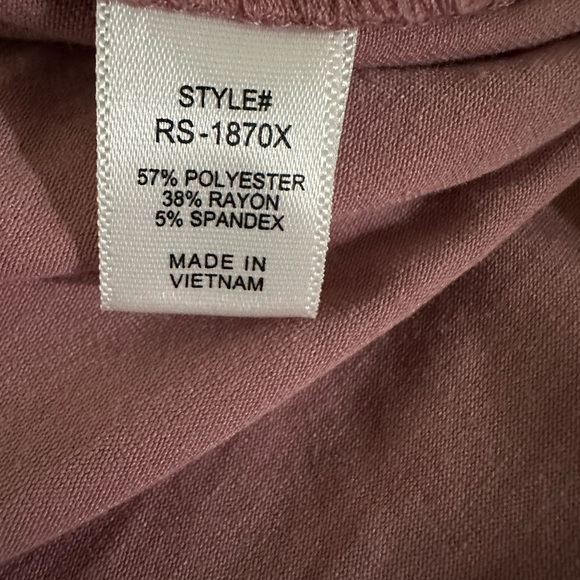 STYLE#
RS-1870X
57% POLYESTER
38% RAYON
5% SPANDEX
MADE IN
VIETNAM